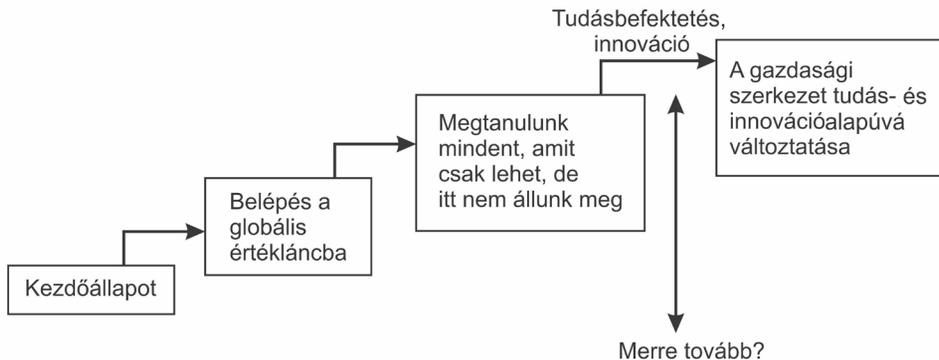 Kezdőállapot
Belépés a
globális
értékláncba
Megtanulunk
mindent, amit
csak lehet, de
itt nem állunk meg
Tudásbefektetés,
innováció
A gazdasági
szerkezet tudás- és
innovációalapúvá
változtatása
Merre tovább?